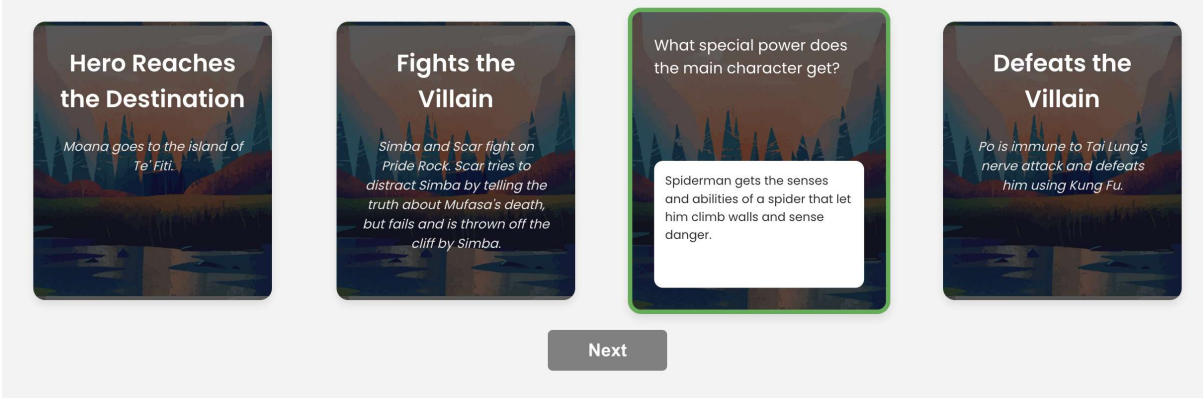 Hero Reaches
the Destination
Moana goes to the island of
Te' Fiti.
Fights the
Villain
Simba and Scar fight on
Pride Rock. Scar tries to
distract Simba by telling the
truth about Mufasa's death,
but fails and is thrown off the
cliff by Simba.
What special power does
the main character get?
Spiderman gets the senses
and abilities of a spider that let
him climb walls and sense
danger.
Defeats the
Villain
Po is immune to Tai Lung's
nerve attack and defeats
him using Kung Fu.
Next